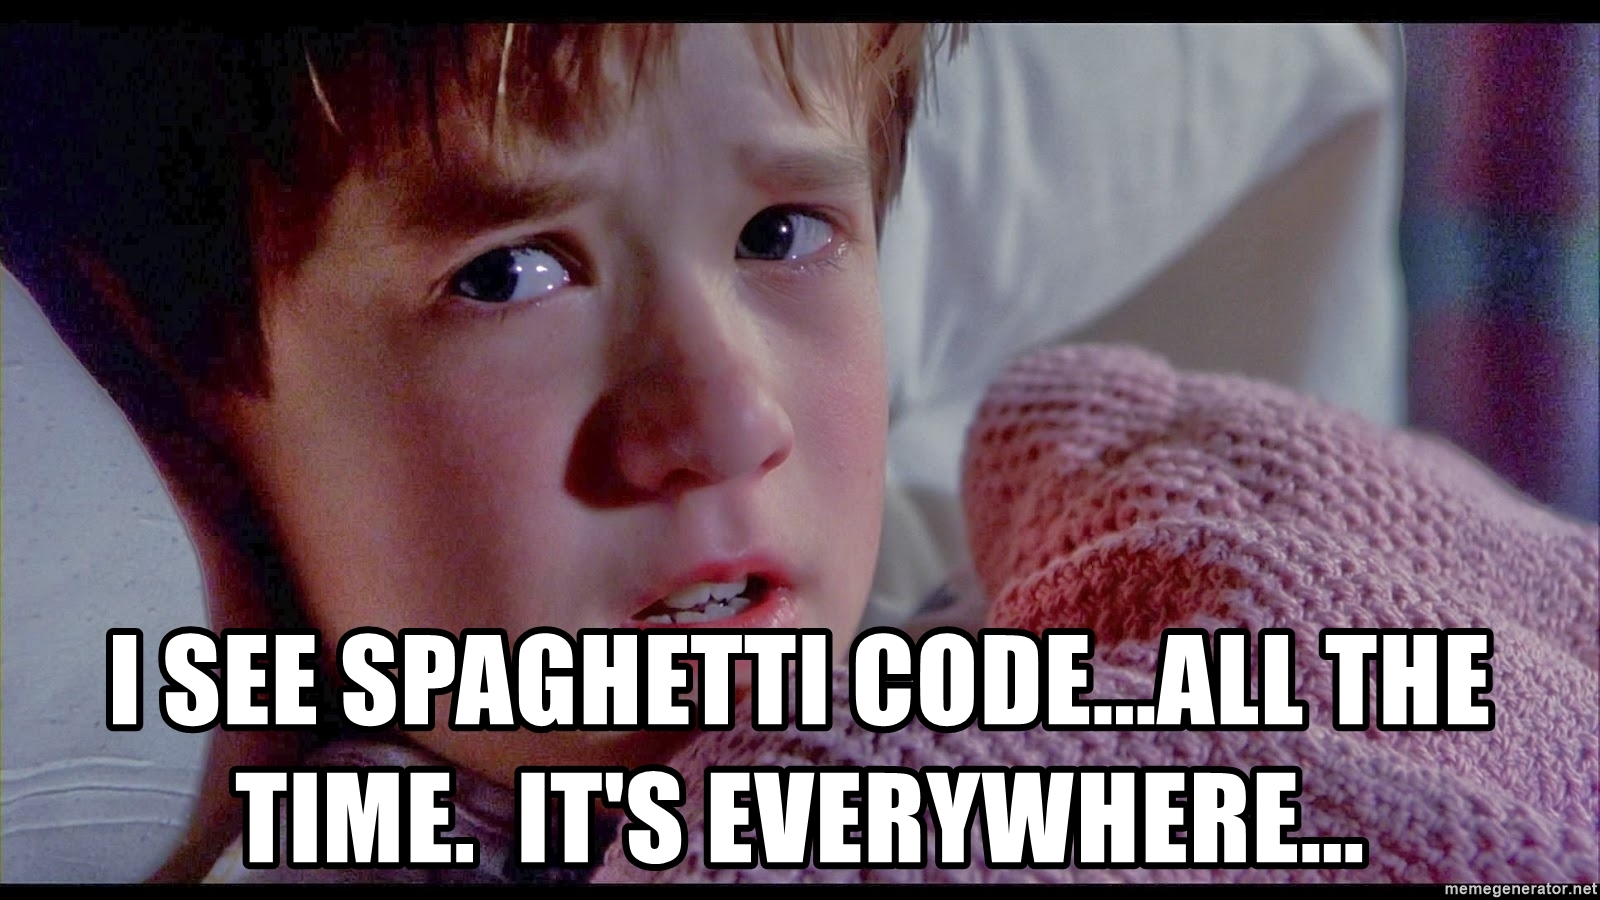 I SEE SPAGHETTI CODE...ALL THE
TIME.  IT'S EVERYWHERE...
memegenerator.net